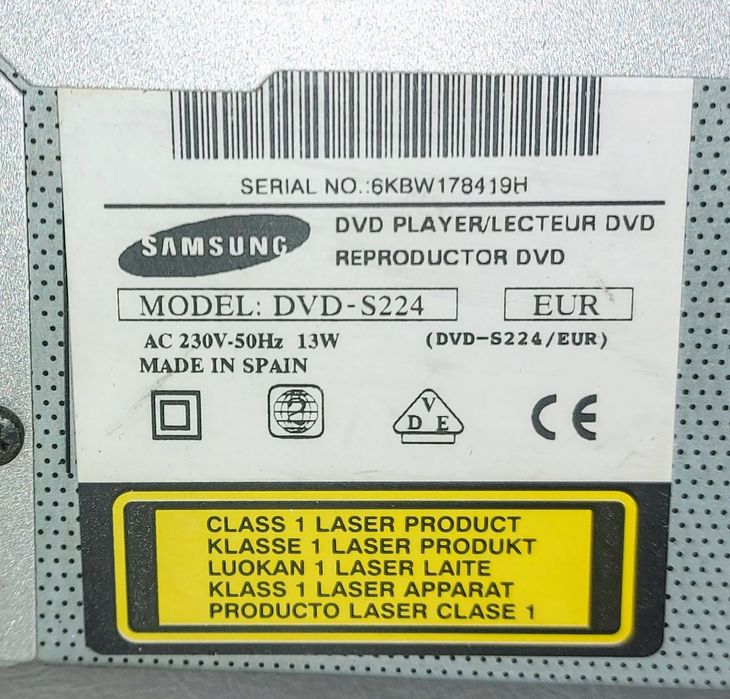 SERIAL NO.:6KBW178419H
SAMSUNG
DVD PLAYER/LECTEUR DVD
REPRODUCTOR DVD
MODEL: DVD-S224
EUR
AC 230V-50Hz 13W
(DVD-S224/EUR)
MADE IN SPAIN
2
V
D E
CE
CLASS 1 LASER PRODUCT
KLASSE 1 LASER PRODUKT
LUOKAN 1 LASER LAITE
KLASS 1 LASER APPARAT
PRODUCTO LASER CLASE 1